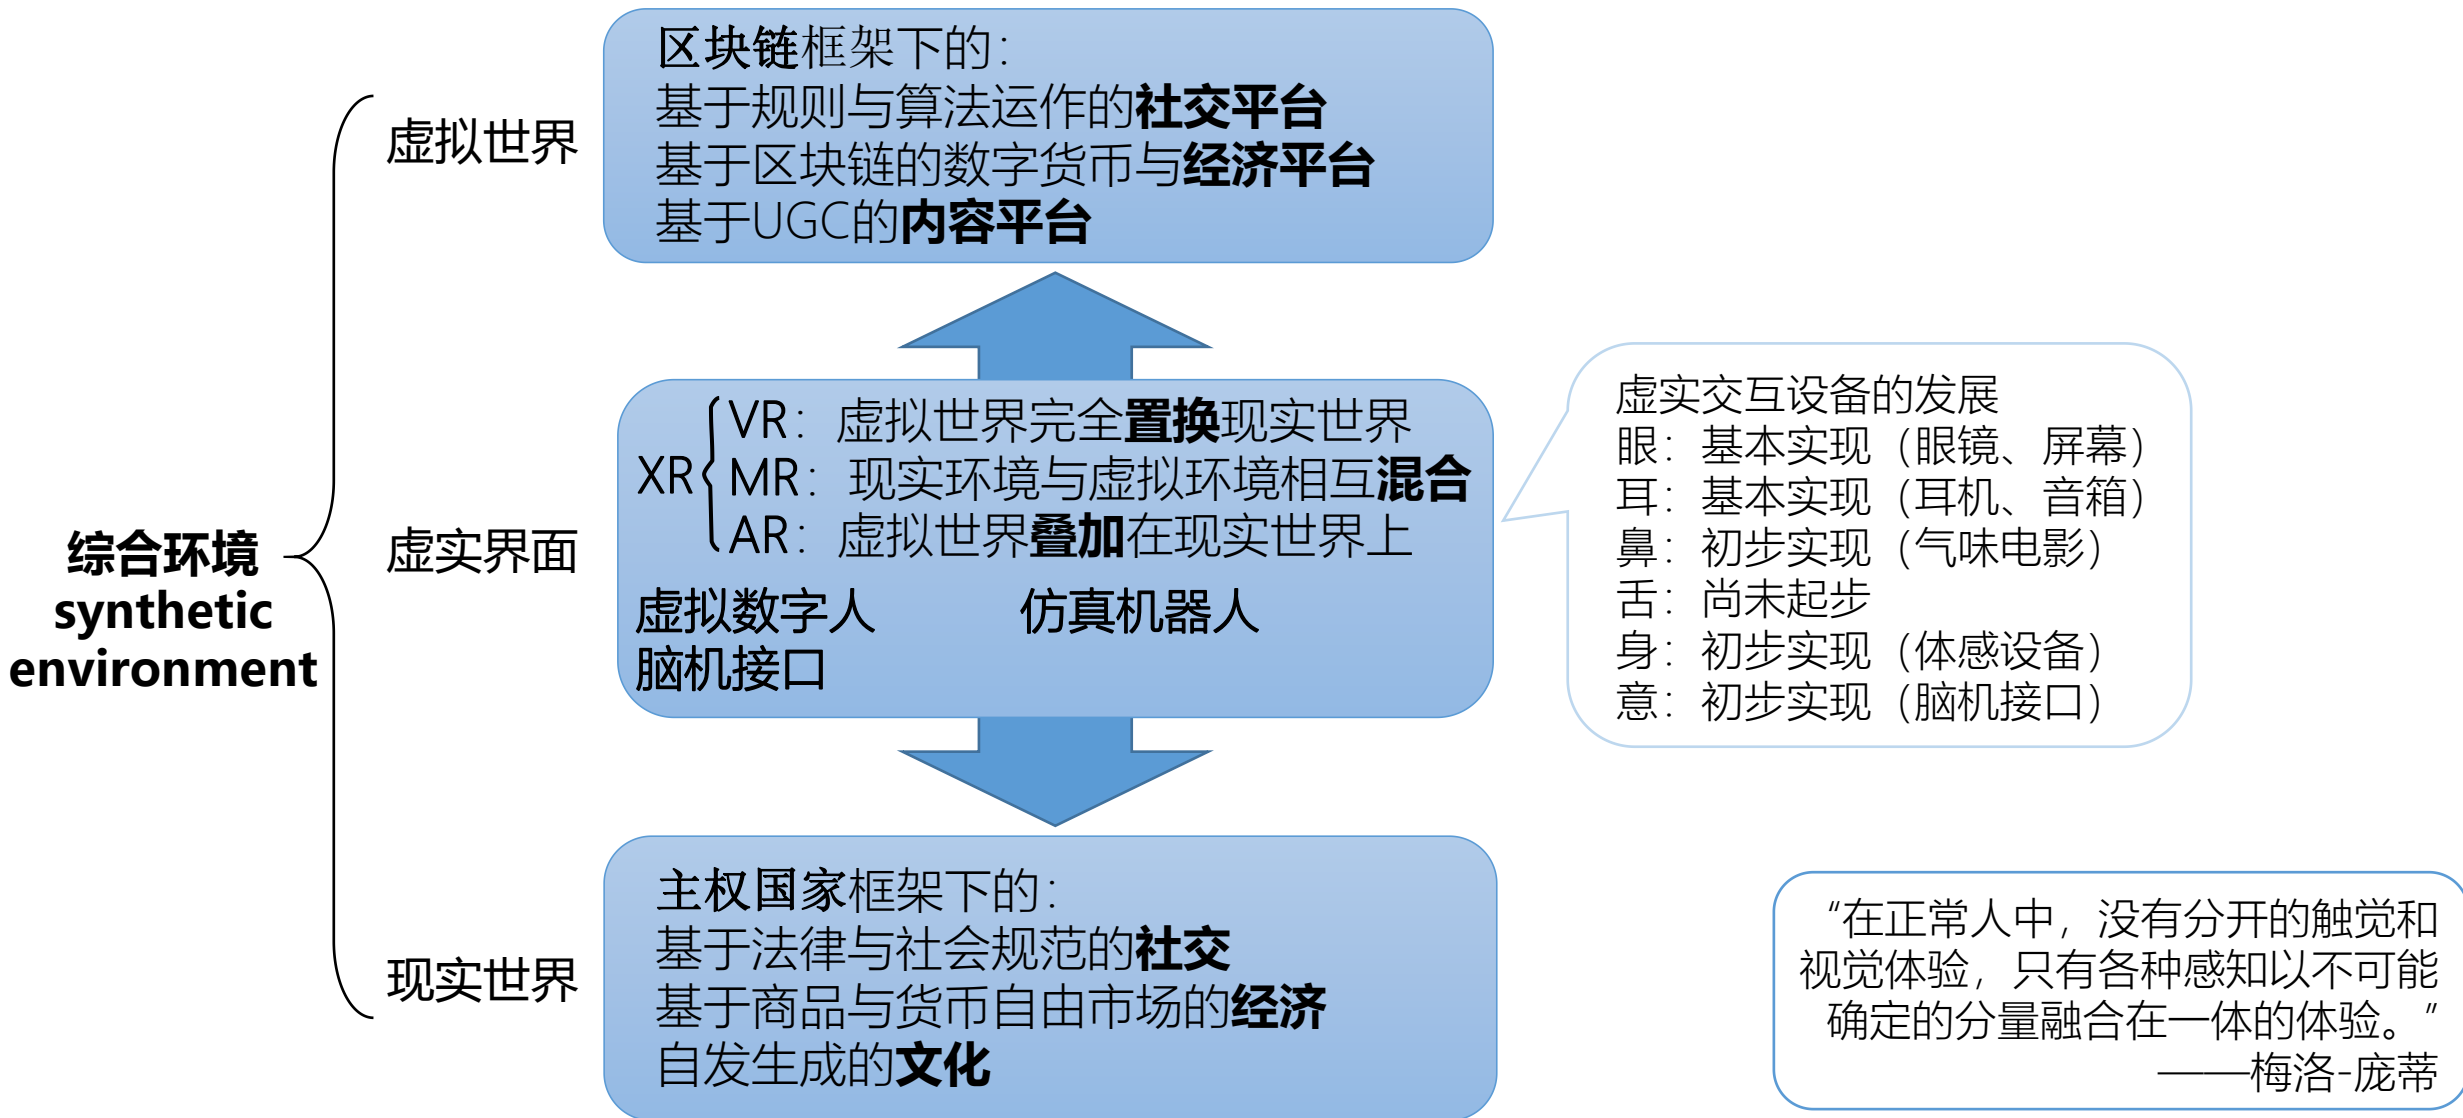 综合环境
synthetic
environment
虚拟世界
区块链框架下的：
基于规则与算法运作的社交平台
基于区块链的数字货币与经济平台
基于UGC的内容平台
虚实界面
XR
VR：虚拟世界完全置换现实世界
MR：现实环境与虚拟环境相互混合
AR：虚拟世界叠加在现实世界上
虚拟数字人 仿真机器人
脑机接口
虚实交互设备的发展
眼：基本实现（眼镜、屏幕）
耳：基本实现（耳机、音箱）
鼻：初步实现（气味电影）
舌：尚未起步
身：初步实现（体感设备）
意：初步实现（脑机接口）
现实世界
主权国家框架下的：
基于法律与社会规范的社交
基于商品与货币自由市场的经济
自发生成的文化
“在正常人中，没有分开的触觉和
视觉体验，只有各种感知以不可能
确定的分量融合在一体的体验。”
——梅洛-庞蒂